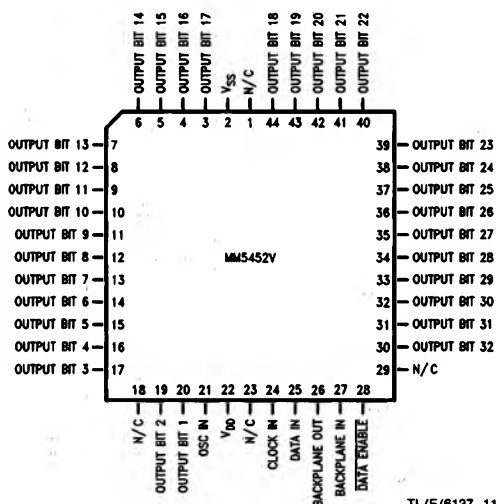 OUTPUT BIT 14
OUTPUT BIT 15
OUTPUT BIT 16
OUTPUT BIT 17
VSS
N/C
OUTPUT BIT 18
OUTPUT BIT 19
OUTPUT BIT 20
OUTPUT BIT 21
OUTPUT BIT 22
6 5 4 3 2 1 44 43 42 41 40
OUTPUT BIT 13 7
OUTPUT BIT 12 8
OUTPUT BIT 11 9
OUTPUT BIT 10 10
OUTPUT BIT 9 11
OUTPUT BIT 8 12
OUTPUT BIT 7 13
OUTPUT BIT 6 14
OUTPUT BIT 5 15
OUTPUT BIT 4 16
OUTPUT BIT 3 17
MM5452V
39 OUTPUT BIT 23
38 OUTPUT BIT 24
37 OUTPUT BIT 25
36 OUTPUT BIT 26
35 OUTPUT BIT 27
34 OUTPUT BIT 28
33 OUTPUT BIT 29
32 OUTPUT BIT 30
31 OUTPUT BIT 31
30 OUTPUT BIT 32
29 N/C
18 19 20 21 22 23 24 25 26 27 28
N/C
OUTPUT BIT 2
OUTPUT BIT 1
OSC IN
VDD
N/C
CLOCK IN
DATA IN
BACKPLANE OUT
BACKPLANE IN
DATA ENABLE